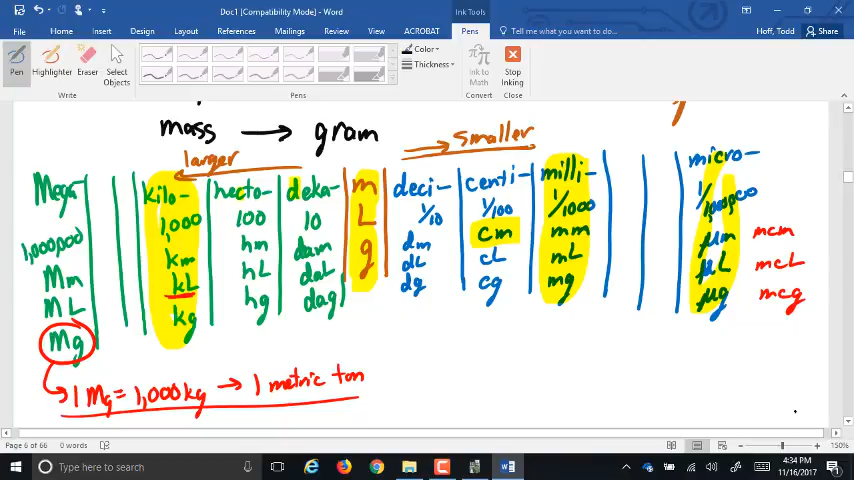 Doc1 [Compatibility Mode] - Word
Ink Tools
Hoff, Todd
Share
File Home Insert Design Layout References Mailings Review View ACROBAT Pens Tell me what you want to do...
Pen Highlighter Eraser Select Objects
Color
Thickness
Ink to Math
Stop Inking
Write Pens Convert Close
mass → gram
larger
smaller
Mega kilo- hecto- deka- m deci- centi- milli- micro-
1,000,000 1,000 100 10 L 1/10 1/100 1/1000 1/1,000,000
Mm km hm dam g dm cm mm μm mcm
ML kL hL daL dL cL mL μL mcL
Mg kg hg dag dg cg mg μg mcg
1 Mg = 1,000 kg → 1 metric ton
Page 6 of 66 0 words
150%
Type here to search
4:34 PM
11/16/2017